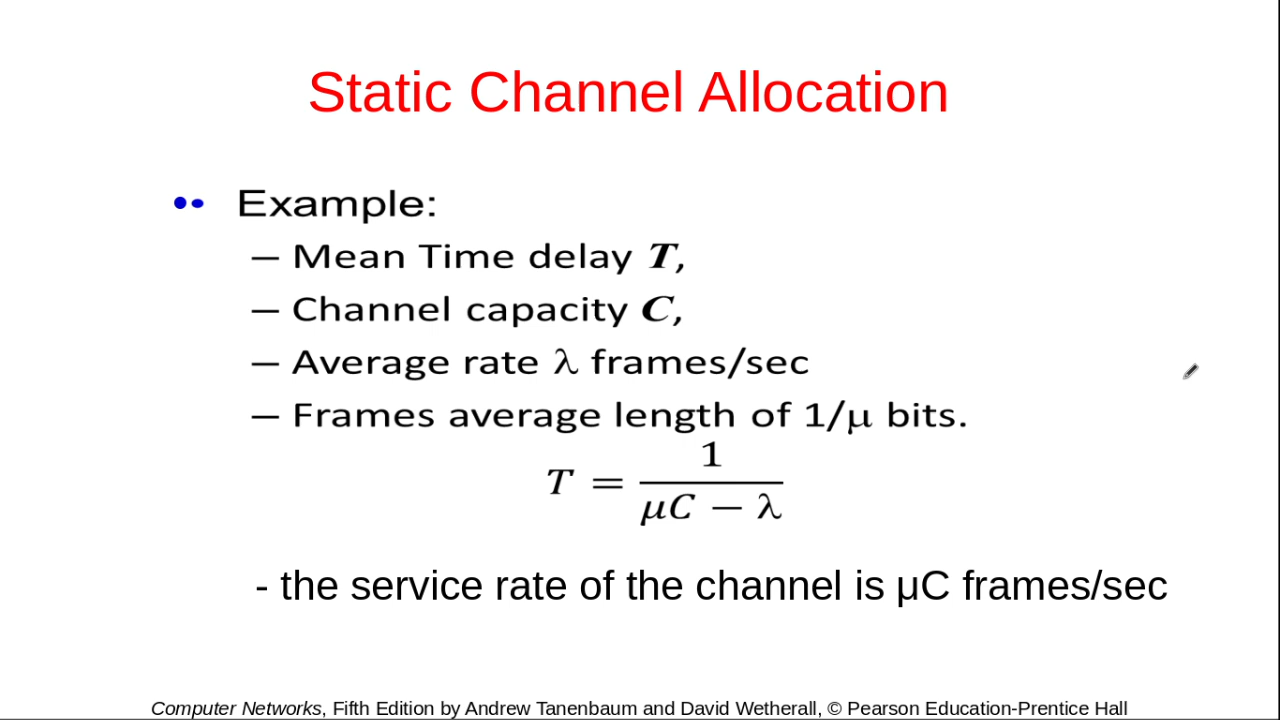 Static Channel Allocation
•• Example:
– Mean Time delay T,
– Channel capacity C,
– Average rate λ frames/sec
– Frames average length of 1/μ bits.
T = 1 / (μC − λ)
- the service rate of the channel is μC frames/sec
Computer Networks, Fifth Edition by Andrew Tanenbaum and David Wetherall, © Pearson Education-Prentice Hall